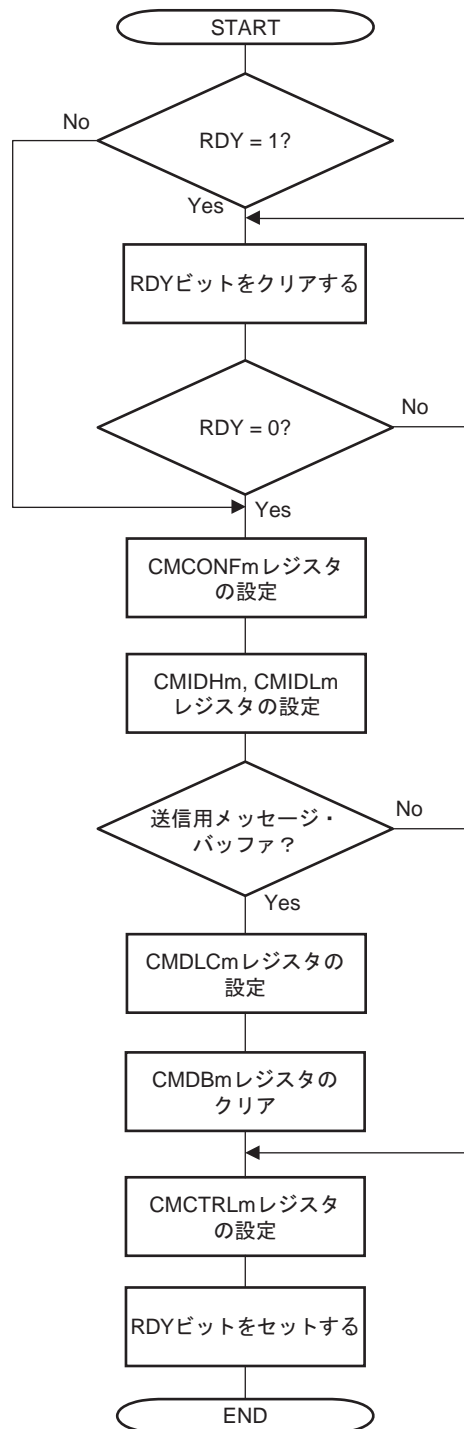 START
No
RDY = 1?
Yes
RDYビットをクリアする
RDY = 0?
No
Yes
CMCONFmレジスタ
の設定
CMIDHm, CMIDLm
レジスタの設定
送信用メッセージ・
バッファ？
No
Yes
CMDLCmレジスタの
設定
CMDBmレジスタの
クリア
CMCTRLmレジスタ
の設定
RDYビットをセットする
END